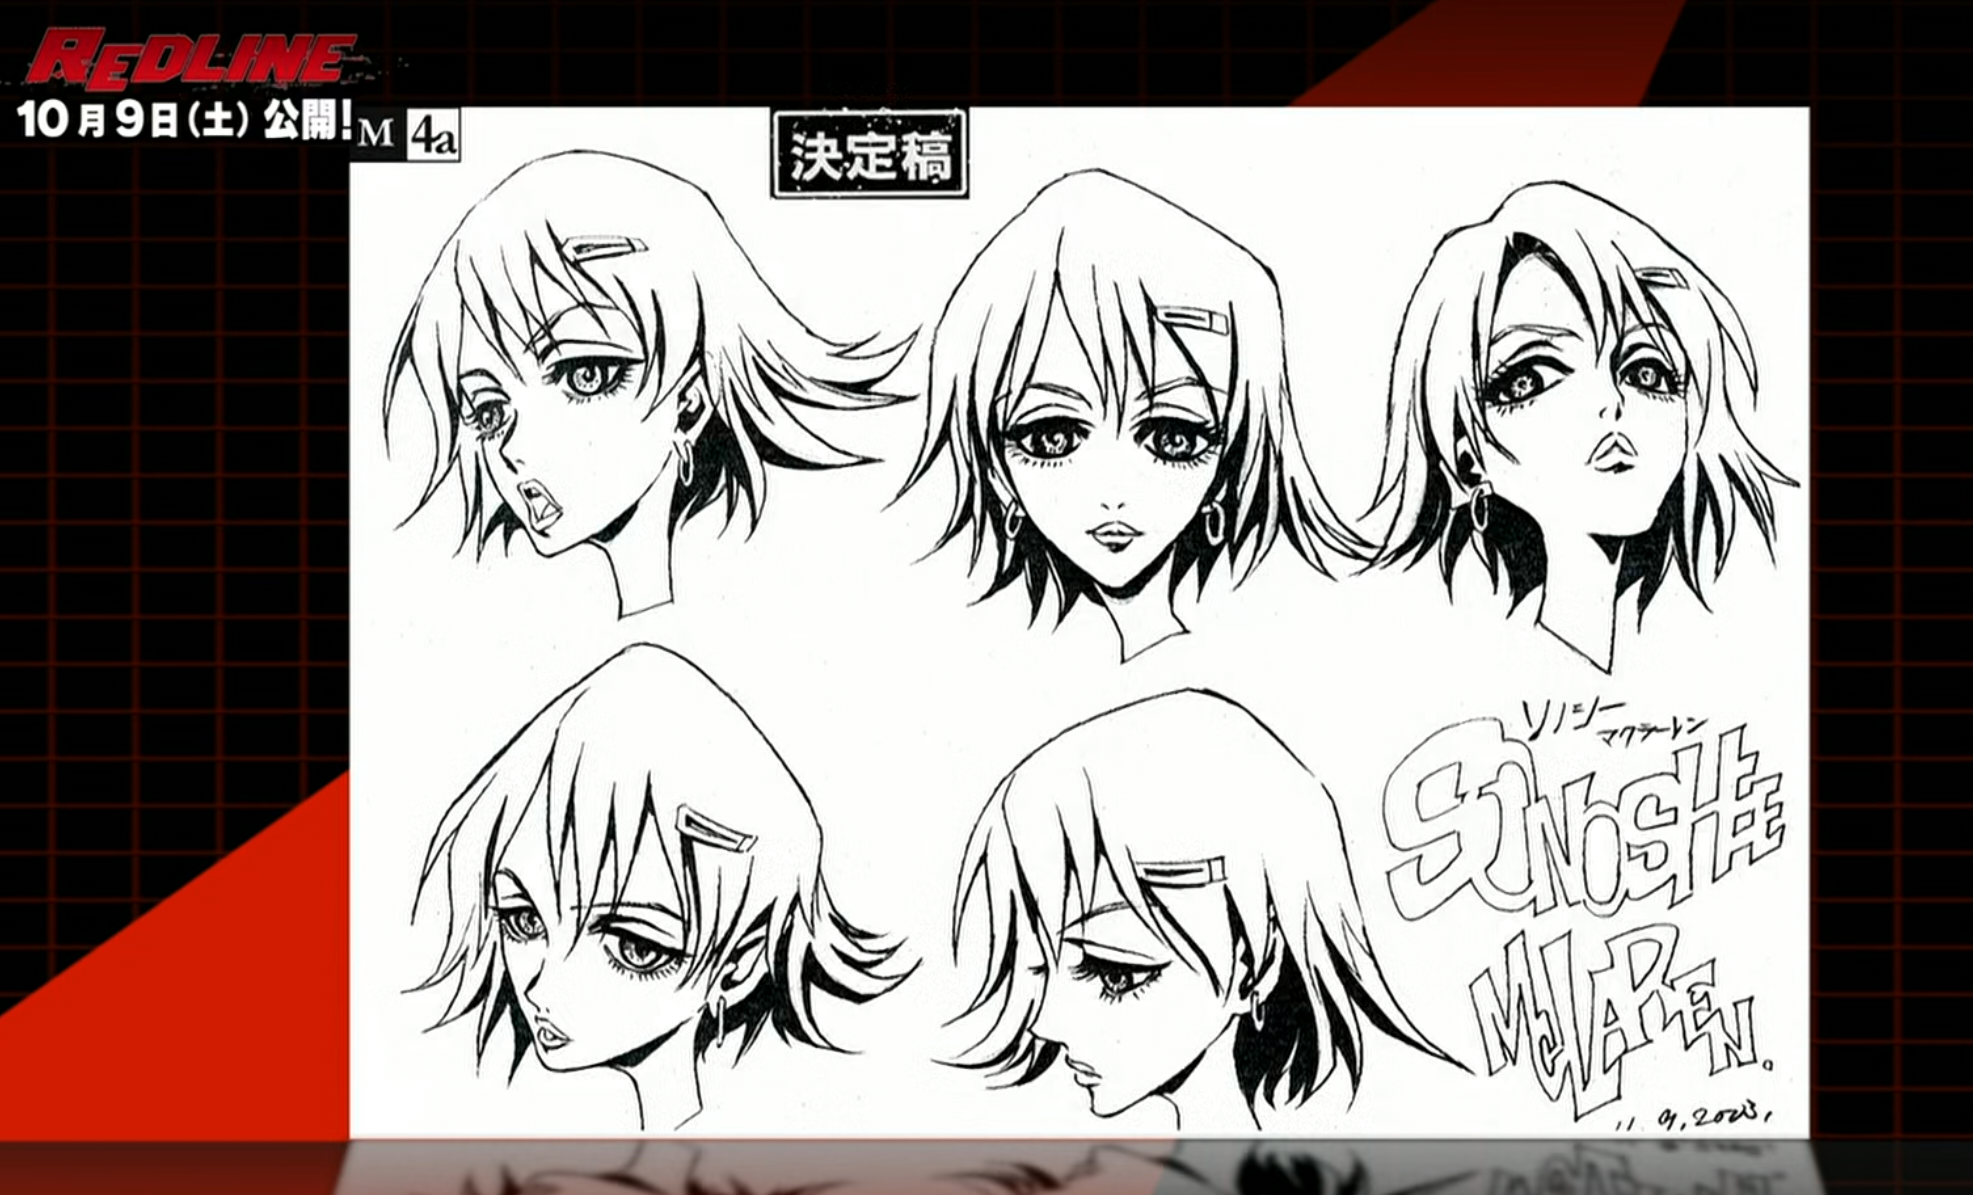 REDLINE
10月9日(土)公開!
M 4a
決定稿
ソノシー
マクラーレン
SONOSHEE
McLAREN.
11.9.2003.